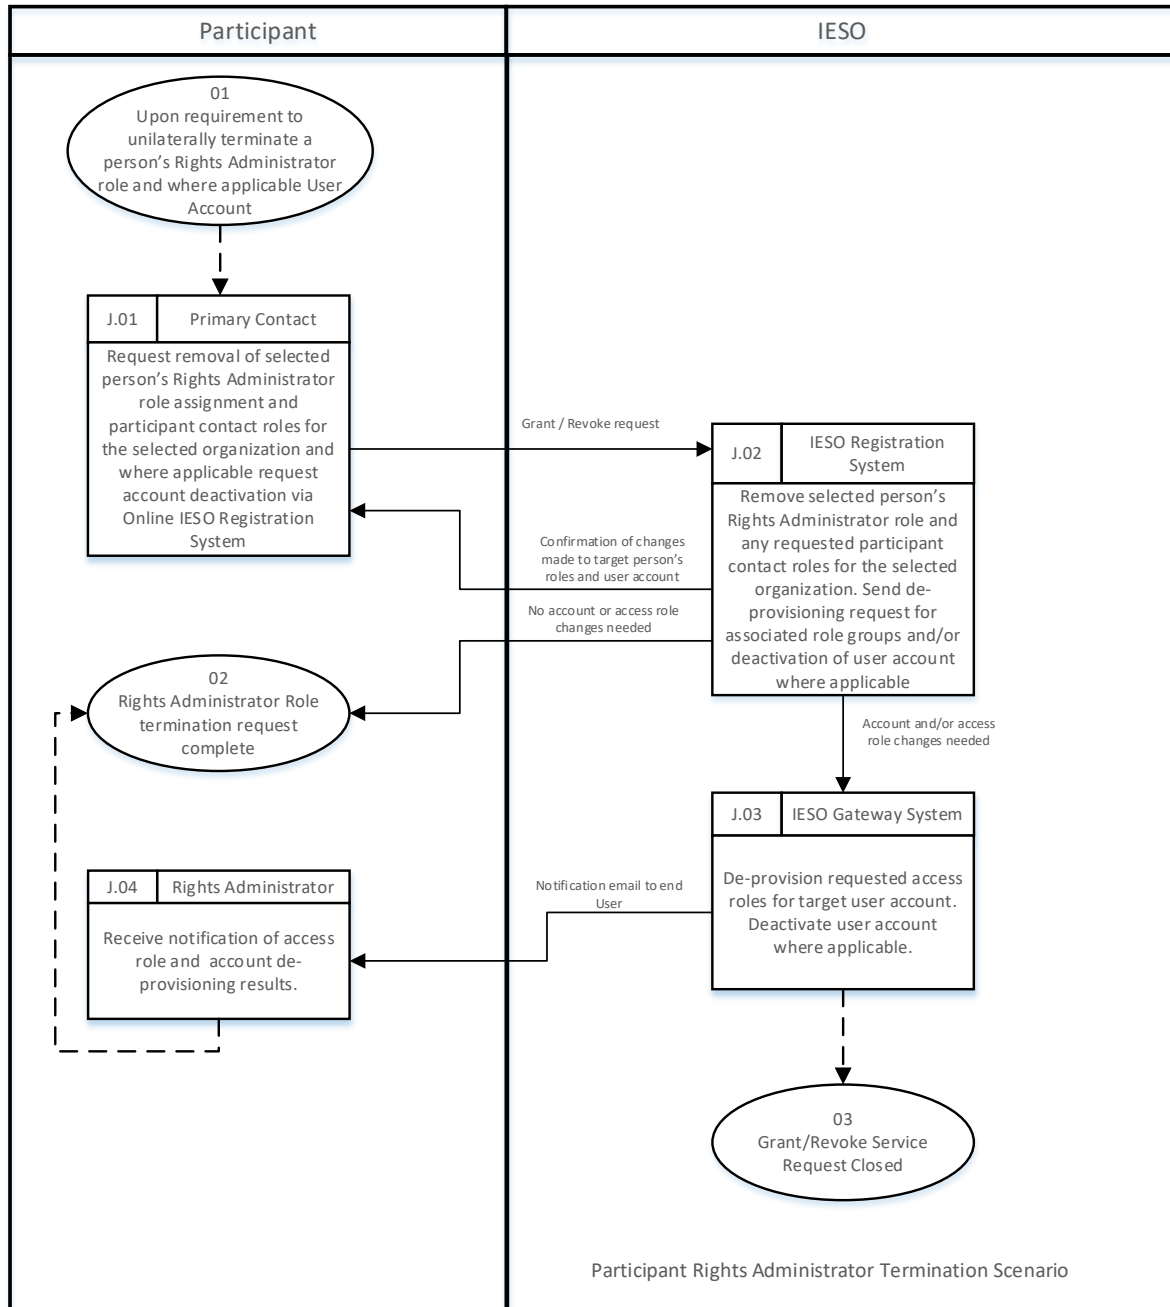 Participant
IESO
01
Upon requirement to
unilaterally terminate a
person's Rights Administrator
role and where applicable User
Account
J.01
Primary Contact
Request removal of selected
person's Rights Administrator
role assignment and
participant contact roles for
the selected organization and
where applicable request
account deactivation via
Online IESO Registration
System
Grant / Revoke request
J.02
IESO Registration
System
Remove selected person's
Rights Administrator role and
any requested participant
contact roles for the selected
organization. Send de-
provisioning request for
associated role groups and/or
deactivation of user account
where applicable
Confirmation of changes
made to target person's
roles and user account
No account or access role
changes needed
02
Rights Administrator Role
termination request
complete
Account and/or access
role changes needed
J.03
IESO Gateway System
De-provision requested access
roles for target user account.
Deactivate user account
where applicable.
Notification email to end
User
J.04
Rights Administrator
Receive notification of access
role and account de-
provisioning results.
03
Grant/Revoke Service
Request Closed
Participant Rights Administrator Termination Scenario